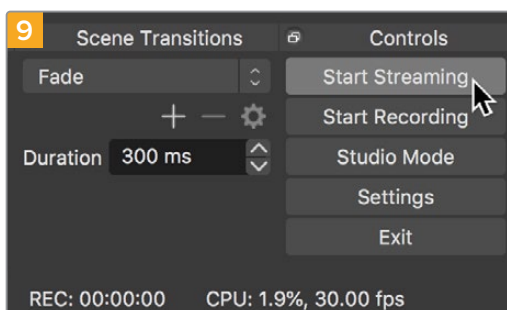 9
Scene Transitions
Controls
Fade
Start Streaming
Start Recording
Duration 300 ms
Studio Mode
Settings
Exit
REC: 00:00:00 CPU: 1.9%, 30.00 fps